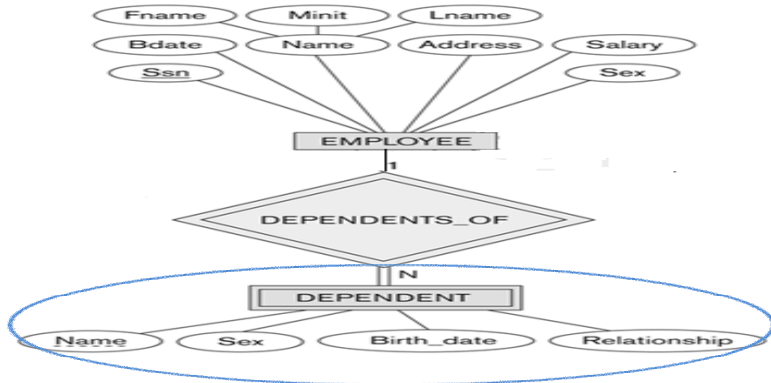 Fname Minit Lname
Bdate Name Address Salary
Ssn Sex
EMPLOYEE
1
DEPENDENTS_OF
N
DEPENDENT
Name Sex Birth_date Relationship